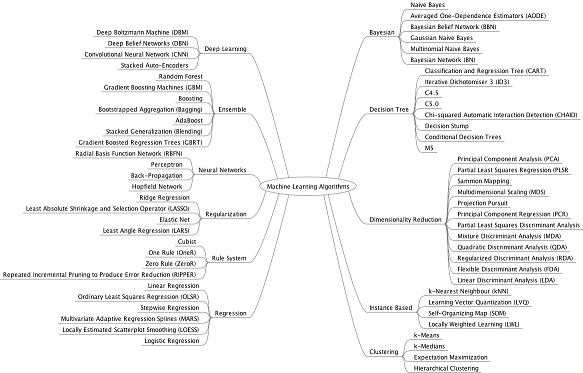 Machine Learning Algorithms
Deep Learning
Deep Boltzmann Machine (DBM)
Deep Belief Networks (DBN)
Convolutional Neural Network (CNN)
Stacked Auto-Encoders
Ensemble
Random Forest
Gradient Boosting Machines (GBM)
Boosting
Bootstrapped Aggregation (Bagging)
AdaBoost
Stacked Generalization (Blending)
Gradient Boosted Regression Trees (GBRT)
Neural Networks
Radial Basis Function Network (RBFN)
Perceptron
Back-Propagation
Hopfield Network
Regularization
Ridge Regression
Least Absolute Shrinkage and Selection Operator (LASSO)
Elastic Net
Least Angle Regression (LARS)
Rule System
Cubist
One Rule (OneR)
Zero Rule (ZeroR)
Repeated Incremental Pruning to Produce Error Reduction (RIPPER)
Regression
Linear Regression
Ordinary Least Squares Regression (OLSR)
Stepwise Regression
Multivariate Adaptive Regression Splines (MARS)
Locally Estimated Scatterplot Smoothing (LOESS)
Logistic Regression
Bayesian
Naive Bayes
Averaged One-Dependence Estimators (AODE)
Bayesian Belief Network (BBN)
Gaussian Naive Bayes
Multinomial Naive Bayes
Bayesian Network (BN)
Decision Tree
Classification and Regression Tree (CART)
Iterative Dichotomiser 3 (ID3)
C4.5
C5.0
Chi-squared Automatic Interaction Detection (CHAID)
Decision Stump
Conditional Decision Trees
M5
Dimensionality Reduction
Principal Component Analysis (PCA)
Partial Least Squares Regression (PLSR
Sammon Mapping
Multidimensional Scaling (MDS)
Projection Pursuit
Principal Component Regression (PCR)
Partial Least Squares Discriminant Analysis
Mixture Discriminant Analysis (MDA)
Quadratic Discriminant Analysis (QDA)
Regularized Discriminant Analysis (RDA)
Flexible Discriminant Analysis (FDA)
Linear Discriminant Analysis (LDA)
Instance Based
k-Nearest Neighbour (kNN)
Learning Vector Quantization (LVQ)
Self-Organizing Map (SOM)
Locally Weighted Learning (LWL)
Clustering
k-Means
k-Medians
Expectation Maximization
Hierarchical Clustering